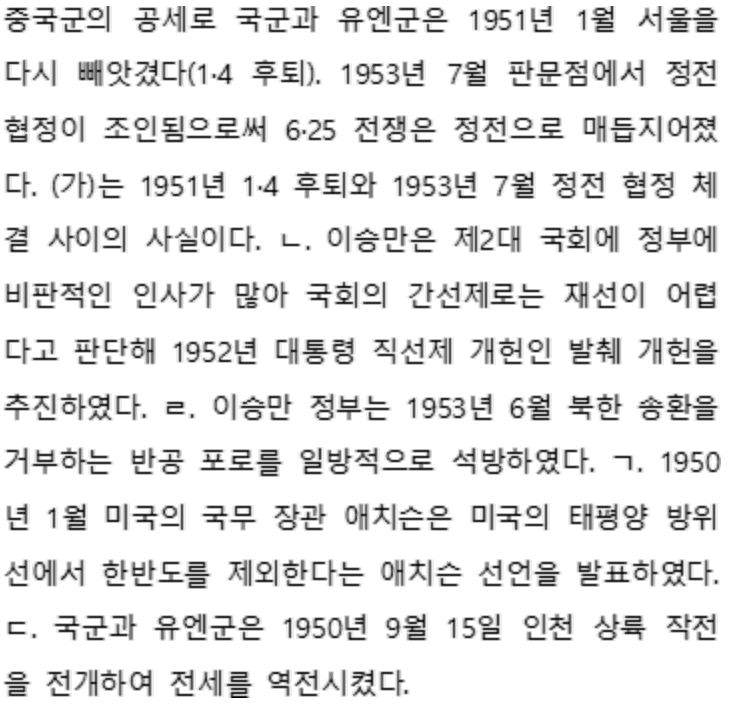 중국군의 공세로 국군과 유엔군은 1951년 1월 서울을
다시 빼앗겼다(1·4 후퇴). 1953년 7월 판문점에서 정전
협정이 조인됨으로써 6·25 전쟁은 정전으로 매듭지어졌
다. (가)는 1951년 1·4 후퇴와 1953년 7월 정전 협정 체
결 사이의 사실이다. ㄴ. 이승만은 제2대 국회에 정부에
비판적인 인사가 많아 국회의 간선제로는 재선이 어렵
다고 판단해 1952년 대통령 직선제 개헌인 발췌 개헌을
추진하였다. ㄹ. 이승만 정부는 1953년 6월 북한 송환을
거부하는 반공 포로를 일방적으로 석방하였다. ㄱ. 1950
년 1월 미국의 국무 장관 애치슨은 미국의 태평양 방위
선에서 한반도를 제외한다는 애치슨 선언을 발표하였다.
ㄷ. 국군과 유엔군은 1950년 9월 15일 인천 상륙 작전
을 전개하여 전세를 역전시켰다.